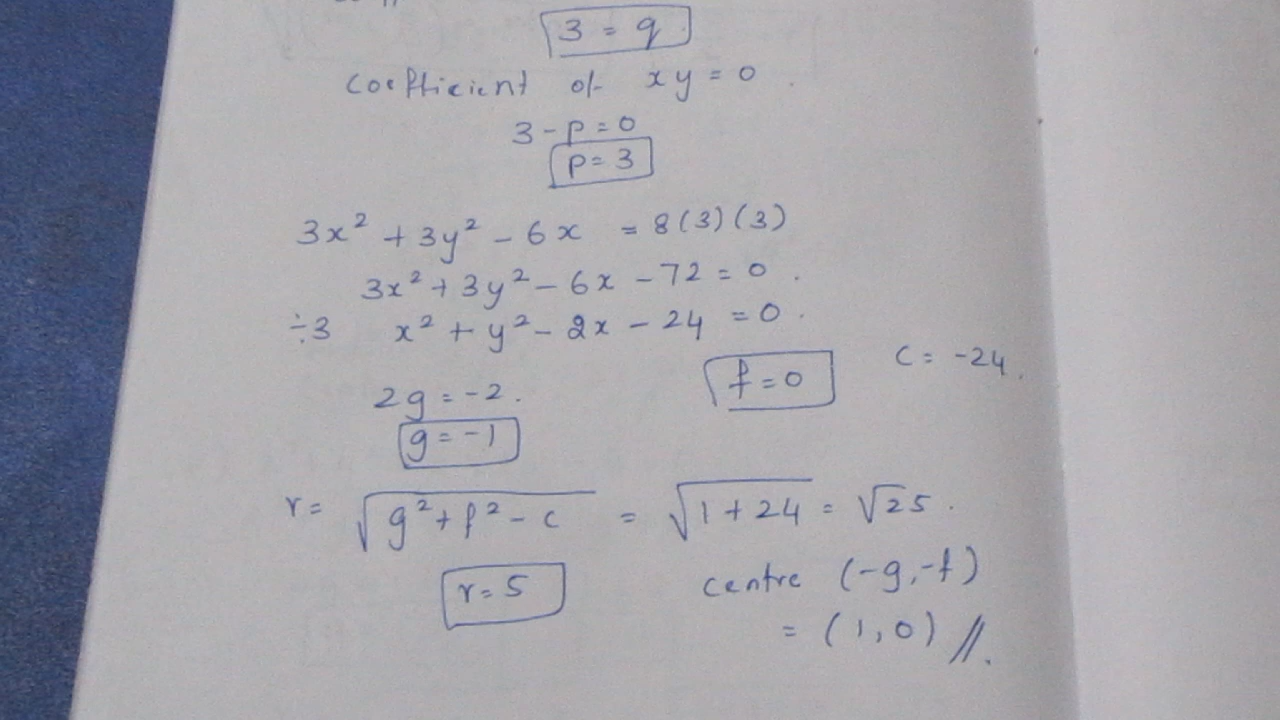 3 = q
coefficient of xy = 0 .
3 - p = 0
p = 3
3x² + 3y² - 6x = 8(3)(3)
3x² + 3y² - 6x - 72 = 0 .
÷3 x² + y² - 2x - 24 = 0 .
2g = -2 . f = 0 c = -24 .
g = -1
r = √(g² + f² - c) = √(1 + 24) = √25 .
r = 5 centre (-g, -f)
= (1, 0) //.